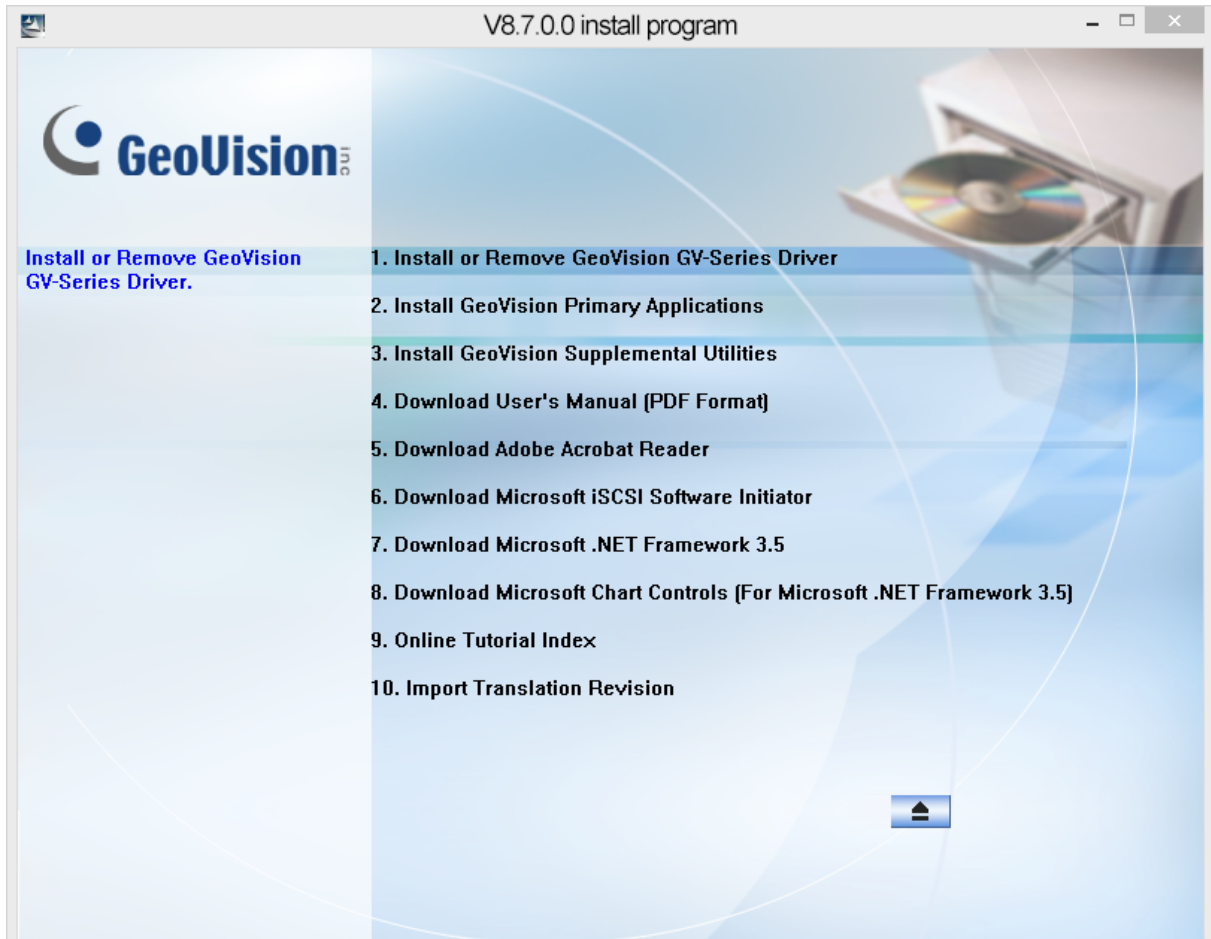 V8.7.0.0 install program
GeoVision inc
Install or Remove GeoVision
GV-Series Driver.
1. Install or Remove GeoVision GV-Series Driver
2. Install GeoVision Primary Applications
3. Install GeoVision Supplemental Utilities
4. Download User's Manual (PDF Format)
5. Download Adobe Acrobat Reader
6. Download Microsoft iSCSI Software Initiator
7. Download Microsoft .NET Framework 3.5
8. Download Microsoft Chart Controls (For Microsoft .NET Framework 3.5)
9. Online Tutorial Index
10. Import Translation Revision